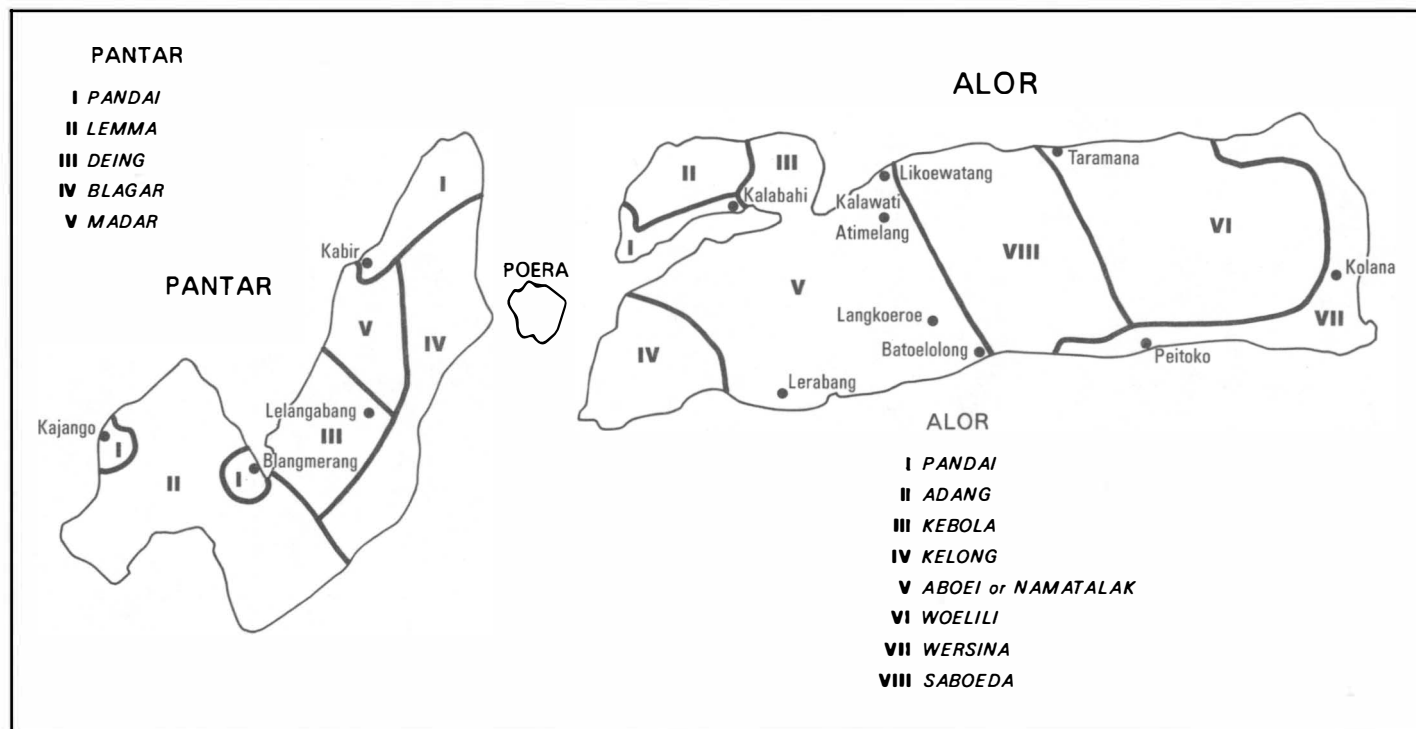 PANTAR
I PANDAI
II LEMMA
III DEING
IV BLAGAR
V MADAR
PANTAR
I
Kabir
V
IV
Lelangabang
III
Kajango
I
I
Blangmerang
II
POERA
ALOR
II
III
Kalabahi
I
Likoewatang
Kalawati
Atimelang
Taramana
VIII
VI
V
Kolana
VII
Langkoeroe
Batoelolong
Peitoko
IV
Lerabang
ALOR
I PANDAI
II ADANG
III KEBOLA
IV KELONG
V ABOEI or NAMATALAK
VI WOELILI
VII WERSINA
VIII SABOEDA